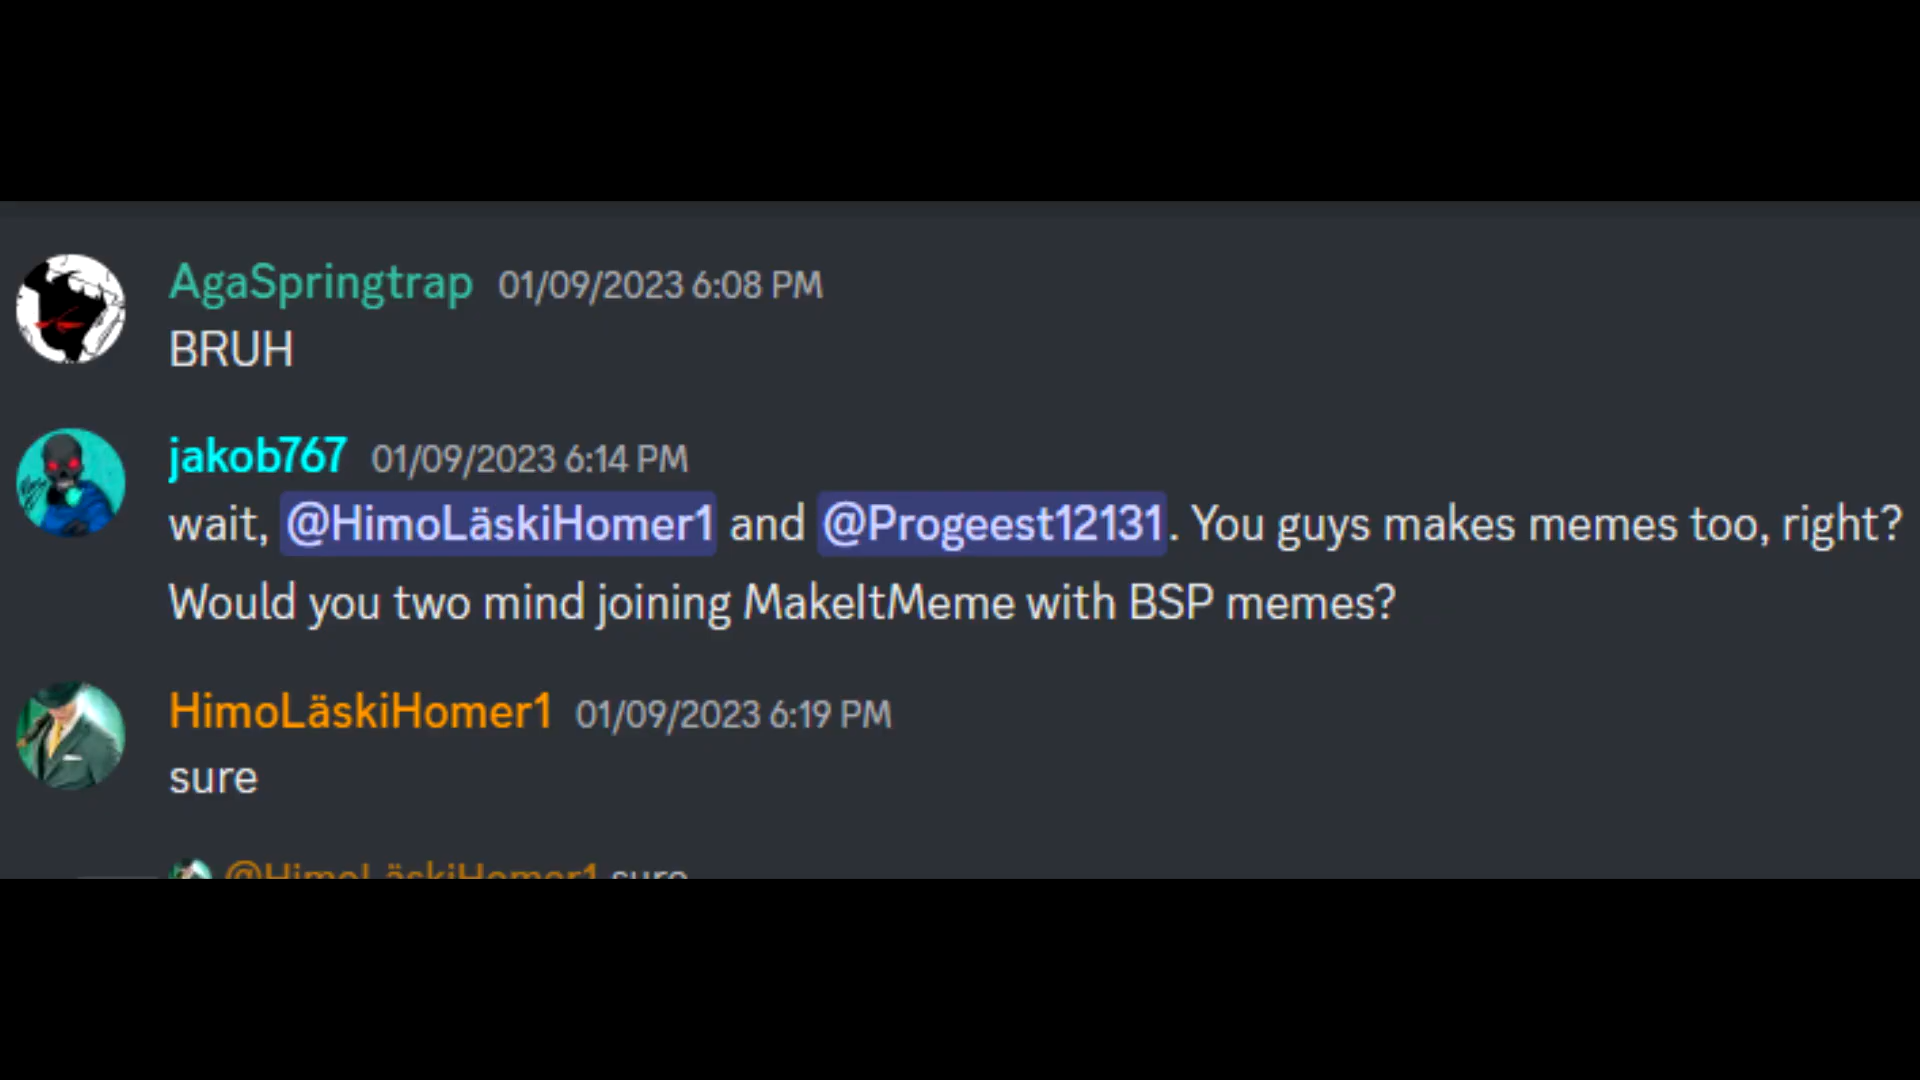 AgaSpringtrap 01/09/2023 6:08 PM
BRUH
jakob767 01/09/2023 6:14 PM
wait, @HimoLäskiHomer1 and @Progeest12131. You guys makes memes too, right?
Would you two mind joining MakeItMeme with BSP memes?
HimoLäskiHomer1 01/09/2023 6:19 PM
sure
@HimoLäskiHomer1 sure